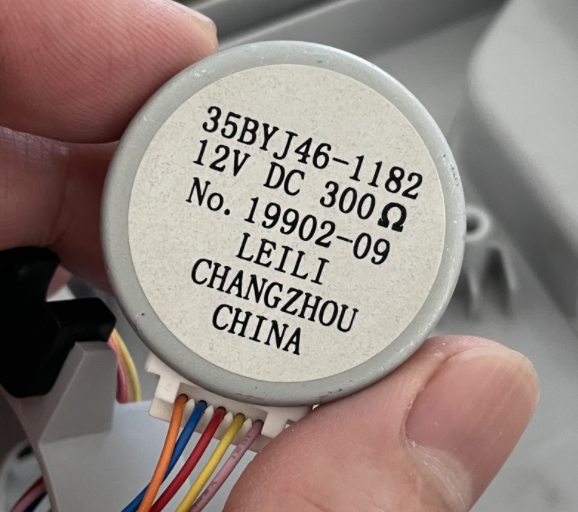 35BYJ46-1182
12V DC 300Ω
No. 19902-09
LEILI
CHANGZHOU
CHINA